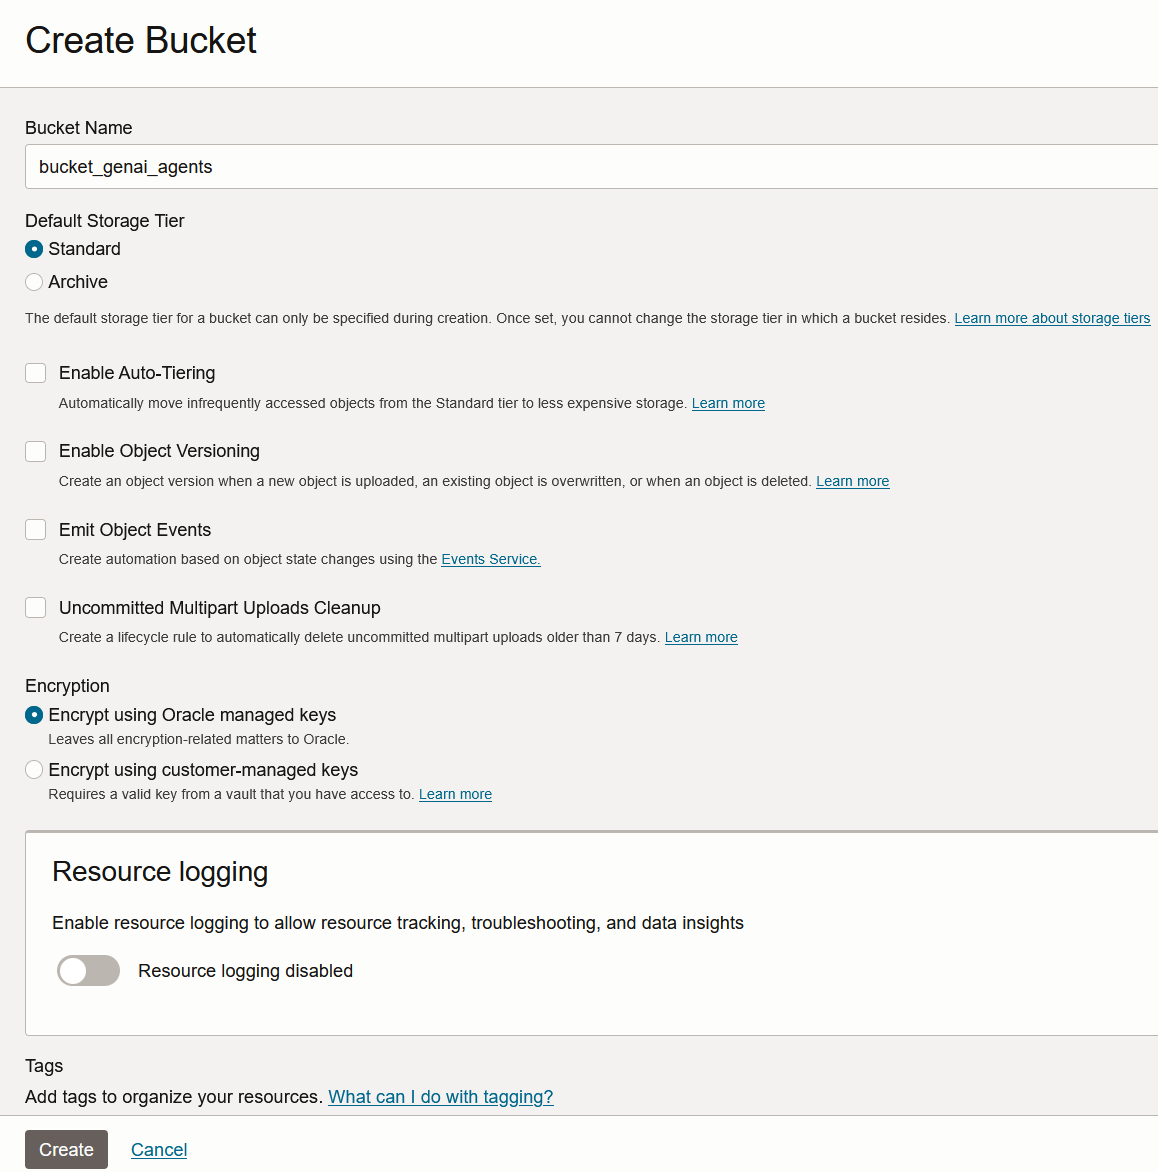 Create Bucket
Bucket Name
bucket_genai_agents
Default Storage Tier
Standard
Archive
The default storage tier for a bucket can only be specified during creation. Once set, you cannot change the storage tier in which a bucket resides. Learn more about storage tiers
Enable Auto-Tiering
Automatically move infrequently accessed objects from the Standard tier to less expensive storage. Learn more
Enable Object Versioning
Create an object version when a new object is uploaded, an existing object is overwritten, or when an object is deleted. Learn more
Emit Object Events
Create automation based on object state changes using the Events Service.
Uncommitted Multipart Uploads Cleanup
Create a lifecycle rule to automatically delete uncommitted multipart uploads older than 7 days. Learn more
Encryption
Encrypt using Oracle managed keys
Leaves all encryption-related matters to Oracle.
Encrypt using customer-managed keys
Requires a valid key from a vault that you have access to. Learn more
Resource logging
Enable resource logging to allow resource tracking, troubleshooting, and data insights
Resource logging disabled
Tags
Add tags to organize your resources. What can I do with tagging?
Create Cancel